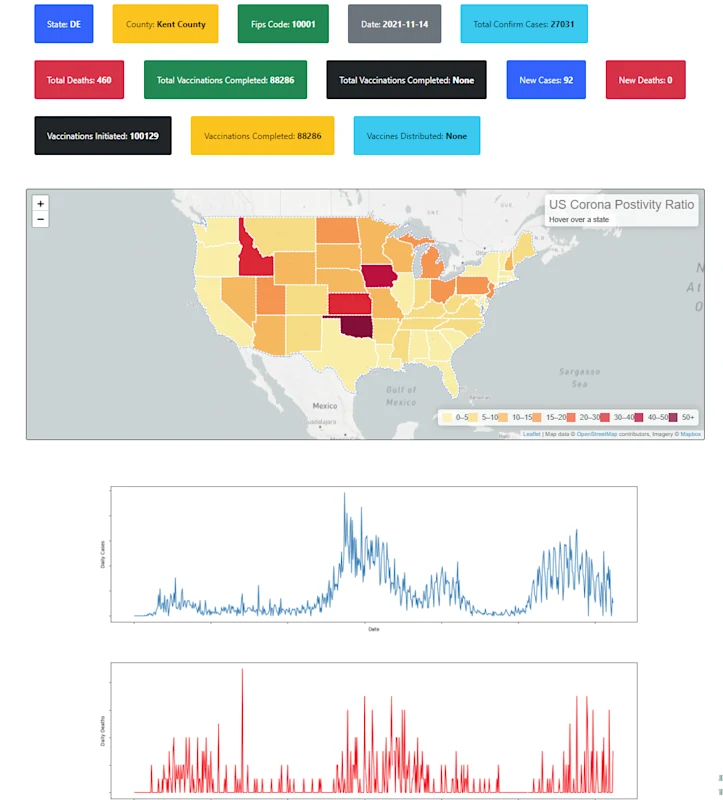 State: DE
County: Kent County
Fips Code: 10001
Date: 2021-11-14
Total Confirm Cases: 27031
Total Deaths: 460
Total Vaccinations Completed: 88286
Total Vaccinations Completed: None
New Cases: 92
New Deaths: 0
Vaccinations Initiated: 100129
Vaccinations Completed: 88286
Vaccines Distributed: None
+
−
US Corona Postivity Ratio
Hover over a state
N
At
O
Sargasso
Sea
Gulf of
Mexico
Mexico
0–5
5–10
10–15
15–20
20–30
30–40
40–50
50+
Leaflet | Map data © OpenStreetMap contributors, Imagery © Mapbox
Daily Cases
Date
Daily Deaths